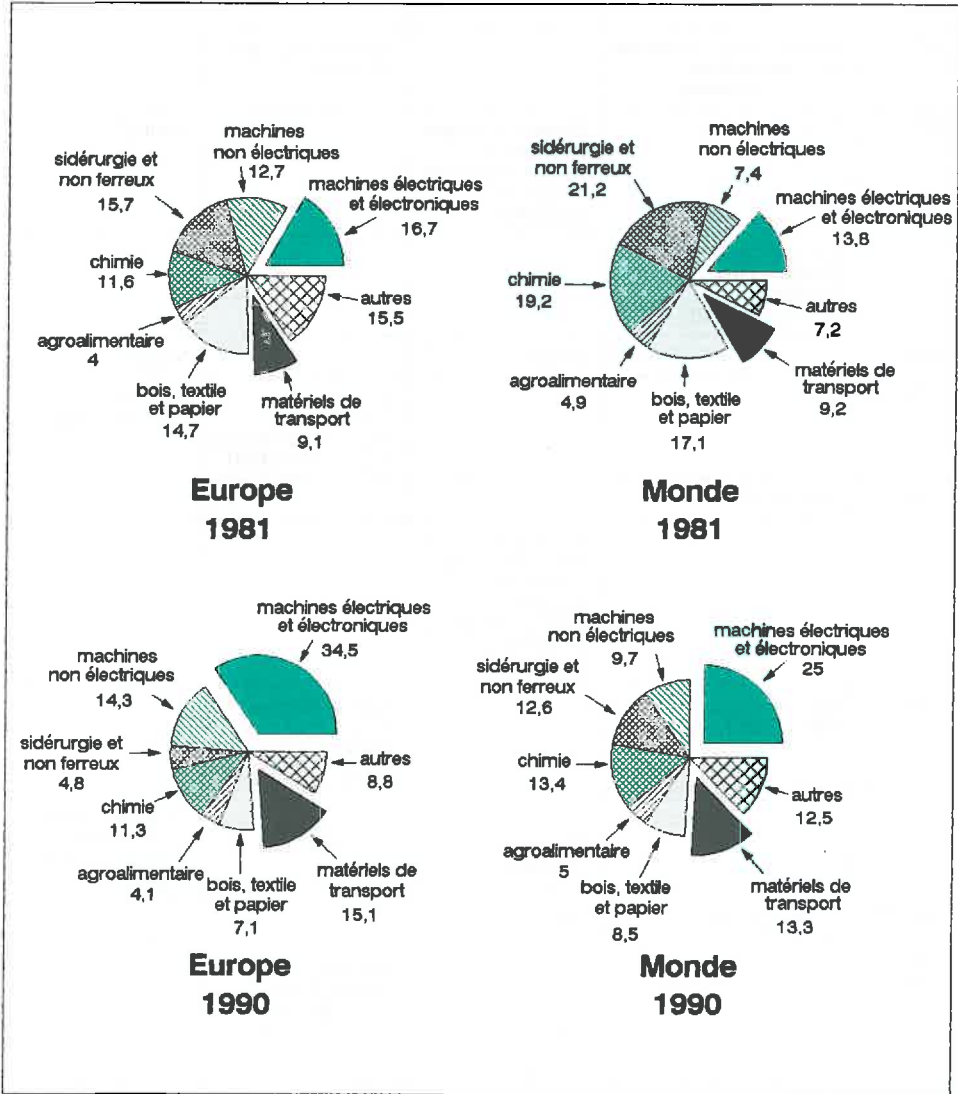 machines
non électriques
12,7
sidérurgie et
non ferreux
15,7
machines électriques
et électroniques
16,7
chimie
11,6
autres
15,5
agroalimentaire
4
bois, textile
et papier
14,7
matériels de
transport
9,1
Europe
1981
machines
non électriques
7,4
sidérurgie et
non ferreux
21,2
machines électriques
et électroniques
13,8
chimie
19,2
autres
7,2
agroalimentaire
4,9
bois, textile
et papier
17,1
matériels de
transport
9,2
Monde
1981
machines électriques
et électroniques
34,5
machines
non électriques
14,3
sidérurgie et
non ferreux
4,8
autres
8,8
chimie
11,3
agroalimentaire
4,1
bois, textile
et papier
7,1
matériels de
transport
15,1
Europe
1990
machines
non électriques
9,7
machines électriques
et électroniques
25
sidérurgie et
non ferreux
12,6
chimie
13,4
autres
12,5
agroalimentaire
5
bois, textile
et papier
8,5
matériels de
transport
13,3
Monde
1990